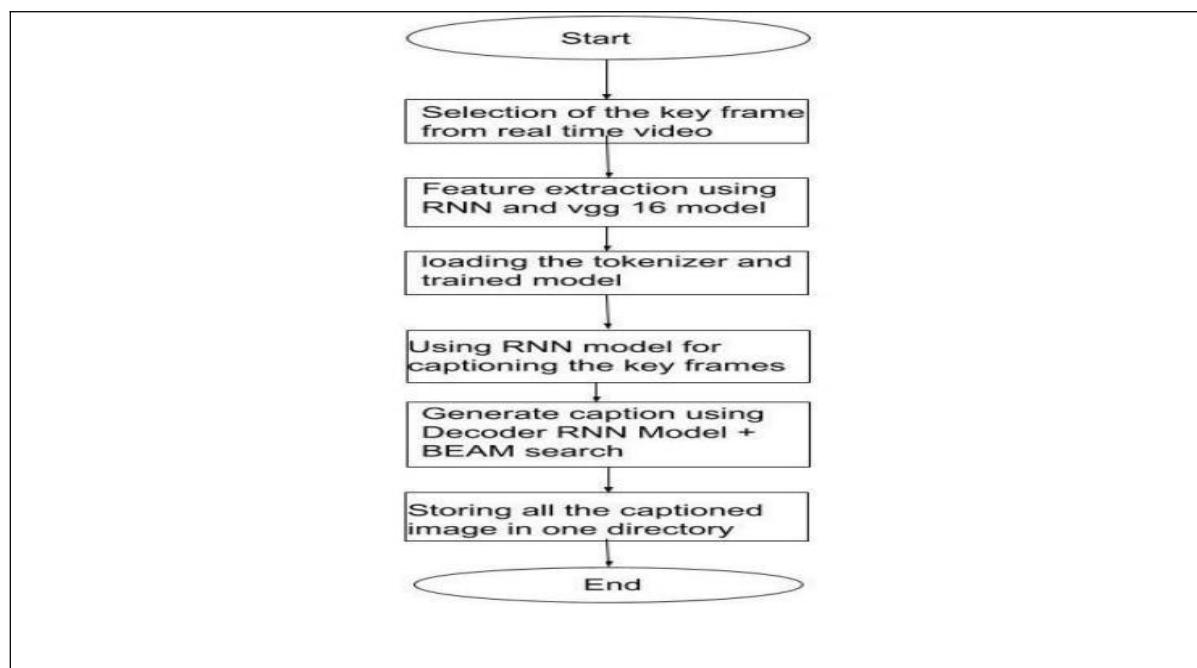 Start
Selection of the key frame
from real time video
Feature extraction using
RNN and vgg 16 model
loading the tokenizer and
trained model
Using RNN model for
captioning the key frames
Generate caption using
Decoder RNN Model +
BEAM search
Storing all the captioned
image in one directory
End